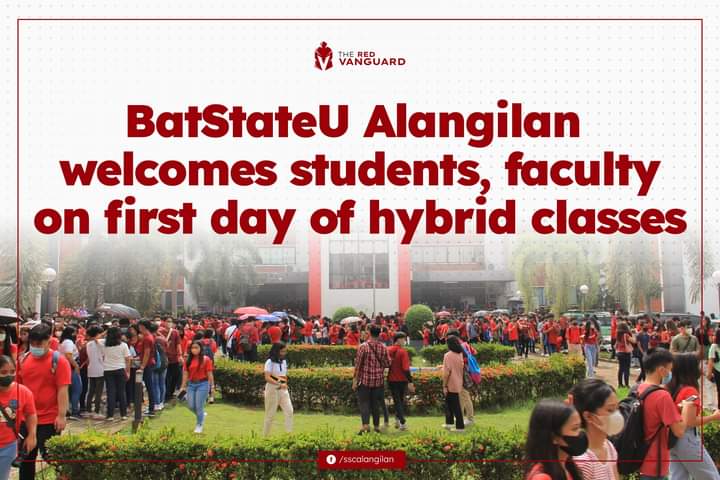 THE RED
VANGUARD
BatStateU Alangilan
welcomes students, faculty
on first day of hybrid classes
/sscalangilan